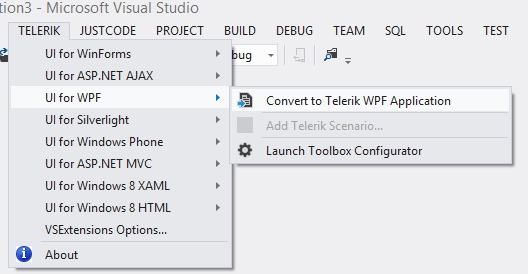 tion3 - Microsoft Visual Studio
TELERIK JUSTCODE PROJECT BUILD DEBUG TEAM SQL TOOLS TEST
UI for WinForms
bug
UI for ASP.NET AJAX
UI for WPF
Convert to Telerik WPF Application
UI for Silverlight
Add Telerik Scenario...
UI for Windows Phone
Launch Toolbox Configurator
UI for ASP.NET MVC
UI for Windows 8 XAML
UI for Windows 8 HTML
VSExtensions Options...
About